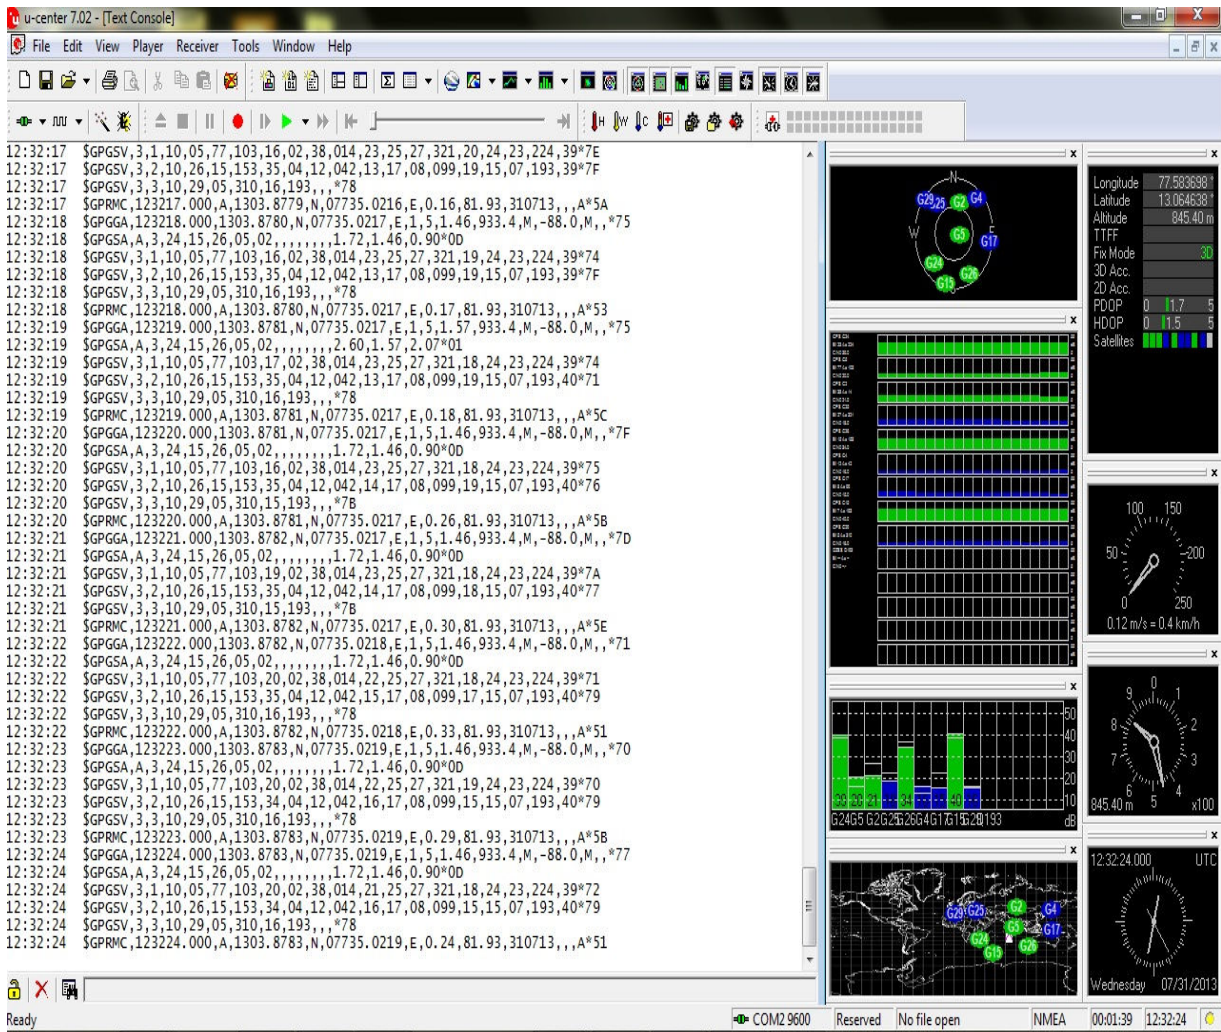 u-center 7.02 - [Text Console]
File Edit View Player Receiver Tools Window Help
12:32:17 $GPGSV,3,1,10,05,77,103,16,02,38,014,23,25,27,321,20,24,23,224,39*7E
12:32:17 $GPGSV,3,2,10,26,15,153,35,04,12,042,13,17,08,099,19,15,07,193,39*7F
12:32:17 $GPGSV,3,3,10,29,05,310,16,193,,,*78
12:32:17 $GPRMC,123217.000,A,1303.8779,N,07735.0216,E,0.16,81.93,310713,,,A*5A
12:32:18 $GPGGA,123218.000,1303.8780,N,07735.0217,E,1,5,1.46,933.4,M,-88.0,M,,*75
12:32:18 $GPGSA,A,3,24,15,26,05,02,,,,,,,,1.72,1.46,0.90*0D
12:32:18 $GPGSV,3,1,10,05,77,103,16,02,38,014,23,25,27,321,19,24,23,224,39*74
12:32:18 $GPGSV,3,2,10,26,15,153,35,04,12,042,13,17,08,099,19,15,07,193,39*7F
12:32:18 $GPGSV,3,3,10,29,05,310,16,193,,,*78
12:32:18 $GPRMC,123218.000,A,1303.8780,N,07735.0217,E,0.17,81.93,310713,,,A*53
12:32:19 $GPGGA,123219.000,1303.8781,N,07735.0217,E,1,5,1.57,933.4,M,-88.0,M,,*75
12:32:19 $GPGSA,A,3,24,15,26,05,02,,,,,,,,2.60,1.57,2.07*01
12:32:19 $GPGSV,3,1,10,05,77,103,17,02,38,014,23,25,27,321,18,24,23,224,39*74
12:32:19 $GPGSV,3,2,10,26,15,153,35,04,12,042,13,17,08,099,19,15,07,193,40*71
12:32:19 $GPGSV,3,3,10,29,05,310,16,193,,,*78
12:32:19 $GPRMC,123219.000,A,1303.8781,N,07735.0217,E,0.18,81.93,310713,,,A*5C
12:32:20 $GPGGA,123220.000,1303.8781,N,07735.0217,E,1,5,1.46,933.4,M,-88.0,M,,*7F
12:32:20 $GPGSA,A,3,24,15,26,05,02,,,,,,,,1.72,1.46,0.90*0D
12:32:20 $GPGSV,3,1,10,05,77,103,16,02,38,014,23,25,27,321,18,24,23,224,39*75
12:32:20 $GPGSV,3,2,10,26,15,153,35,04,12,042,14,17,08,099,19,15,07,193,40*76
12:32:20 $GPGSV,3,3,10,29,05,310,15,193,,,*7B
12:32:20 $GPRMC,123220.000,A,1303.8781,N,07735.0217,E,0.26,81.93,310713,,,A*5B
12:32:21 $GPGGA,123221.000,1303.8782,N,07735.0217,E,1,5,1.46,933.4,M,-88.0,M,,*7D
12:32:21 $GPGSA,A,3,24,15,26,05,02,,,,,,,,1.72,1.46,0.90*0D
12:32:21 $GPGSV,3,1,10,05,77,103,19,02,38,014,23,25,27,321,18,24,23,224,39*7A
12:32:21 $GPGSV,3,2,10,26,15,153,35,04,12,042,14,17,08,099,18,15,07,193,40*77
12:32:21 $GPGSV,3,3,10,29,05,310,15,193,,,*7B
12:32:21 $GPRMC,123221.000,A,1303.8782,N,07735.0217,E,0.30,81.93,310713,,,A*5E
12:32:22 $GPGGA,123222.000,1303.8782,N,07735.0218,E,1,5,1.46,933.4,M,-88.0,M,,*71
12:32:22 $GPGSA,A,3,24,15,26,05,02,,,,,,,,1.72,1.46,0.90*0D
12:32:22 $GPGSV,3,1,10,05,77,103,20,02,38,014,22,25,27,321,18,24,23,224,39*71
12:32:22 $GPGSV,3,2,10,26,15,153,35,04,12,042,15,17,08,099,17,15,07,193,40*79
12:32:22 $GPGSV,3,3,10,29,05,310,16,193,,,*78
12:32:22 $GPRMC,123222.000,A,1303.8782,N,07735.0218,E,0.33,81.93,310713,,,A*51
12:32:23 $GPGGA,123223.000,1303.8783,N,07735.0219,E,1,5,1.46,933.4,M,-88.0,M,,*70
12:32:23 $GPGSA,A,3,24,15,26,05,02,,,,,,,,1.72,1.46,0.90*0D
12:32:23 $GPGSV,3,1,10,05,77,103,20,02,38,014,22,25,27,321,19,24,23,224,39*70
12:32:23 $GPGSV,3,2,10,26,15,153,34,04,12,042,16,17,08,099,15,15,07,193,40*79
12:32:23 $GPGSV,3,3,10,29,05,310,16,193,,,*78
12:32:23 $GPRMC,123223.000,A,1303.8783,N,07735.0219,E,0.29,81.93,310713,,,A*5B
12:32:24 $GPGGA,123224.000,1303.8783,N,07735.0219,E,1,5,1.46,933.4,M,-88.0,M,,*77
12:32:24 $GPGSA,A,3,24,15,26,05,02,,,,,,,,1.72,1.46,0.90*0D
12:32:24 $GPGSV,3,1,10,05,77,103,20,02,38,014,21,25,27,321,18,24,23,224,39*72
12:32:24 $GPGSV,3,2,10,26,15,153,34,04,12,042,16,17,08,099,15,15,07,193,40*79
12:32:24 $GPGSV,3,3,10,29,05,310,16,193,,,*78
12:32:24 $GPRMC,123224.000,A,1303.8783,N,07735.0219,E,0.24,81.93,310713,,,A*51
N
G29 25 G2 G4
W G5 E G17
G24 G26
G15
Longitude 77.583698 °
Latitude 13.064638 °
Altitude 845.40 m
TTFF
Fix Mode 3D
3D Acc.
2D Acc.
PDOP 0 1.7 5
HDOP 0 1.5 5
Satellites
100 150
50 200
0 250
0.12 m/s = 0.4 km/h
50
40
30
20
10
39 20 21 34 40
G24G5 G2G25G26G4 G17G15G29 193 dB
0
9 1
8 2
7 3
6 5 4
845.40 m x100
G29 G25 G2 G4
G5 G17
G24 G15 G26
12:32:24.000 UTC
Wednesday 07/31/2013
Ready COM2 9600 Reserved No file open NMEA 00:01:39 12:32:24